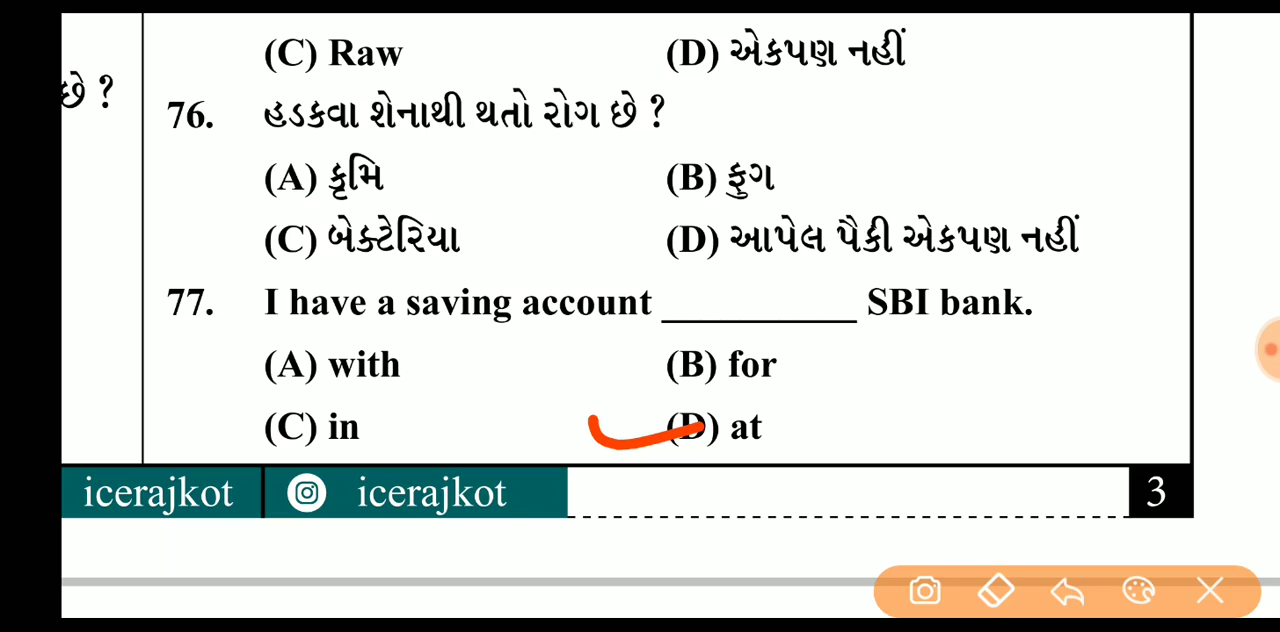 (C) Raw (D) એકપણ નહીં
છે ?
76. હડકવા શેનાથી થતો રોગ છે ?
(A) કૃમિ (B) ફુગ
(C) બેક્ટેરિયા (D) આપેલ પૈકી એકપણ નહીં
77. I have a saving account __________ SBI bank.
(A) with (B) for
(C) in (D) at
icerajkot icerajkot 3